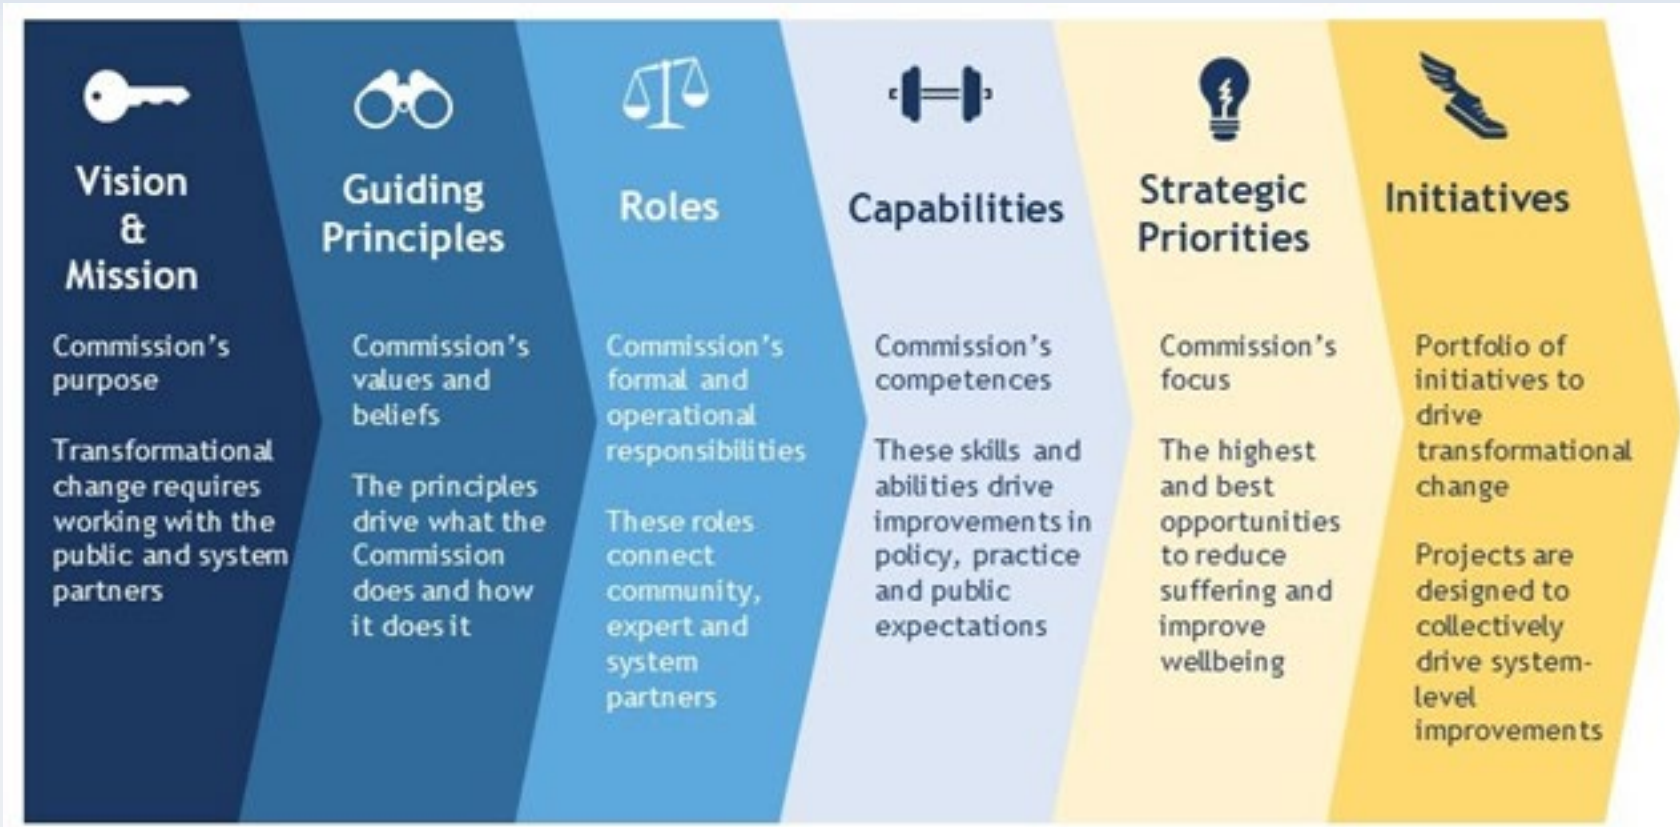 Vision
&
Mission
Commission's
purpose
Transformational
change requires
working with the
public and system
partners
Guiding
Principles
Commission's
values and
beliefs
The principles
drive what the
Commission
does and how
it does it
Roles
Commission's
formal and
operational
responsibilities
These roles
connect
community,
expert and
system
partners
Capabilities
Commission's
competences
These skills and
abilities drive
improvements in
policy, practice
and public
expectations
Strategic
Priorities
Commission's
focus
The highest
and best
opportunities
to reduce
suffering and
improve
wellbeing
Initiatives
Portfolio of
initiatives to
drive
transformational
change
Projects are
designed to
collectively
drive system-
level
improvements